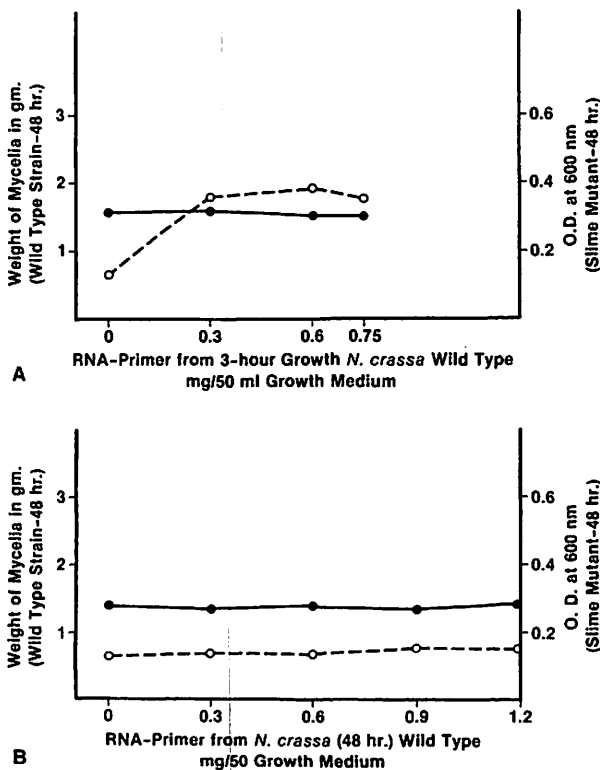 Weight of Mycelia in gm.
(Wild Type Strain–48 hr.)
3
2
1
0.6
0.4
0.2
O.D. at 600 nm
(Slime Mutant–48 hr.)
0 0.3 0.6 0.75
RNA–Primer from 3-hour Growth N. crassa Wild Type
mg/50 ml Growth Medium
A
Weight of Mycelia in gm.
(Wild Type Strain–48 hr.)
3
2
1
0.6
0.4
0.2
O. D. at 600 nm
(Slime Mutant–48 hr.)
0 0.3 0.6 0.9 1.2
RNA–Primer from N. crassa (48 hr.) Wild Type
mg/50 Growth Medium
B